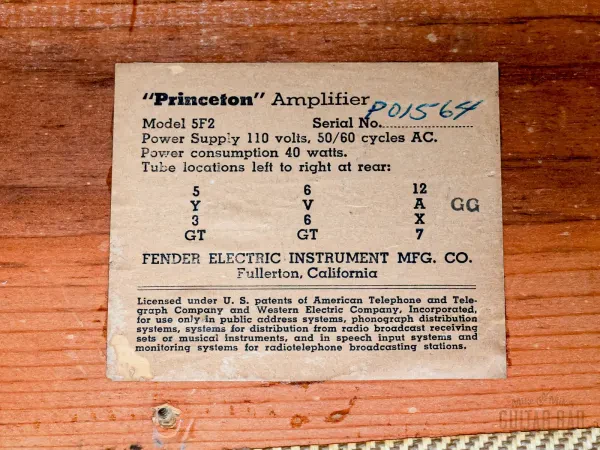 "Princeton" Amplifier
Model 5F2 Serial No. P01564
Power Supply 110 volts, 50/60 cycles AC.
Power consumption 40 watts.
Tube locations left to right at rear:
5 6 12
Y V A GG
3 6 X
GT GT 7
FENDER ELECTRIC INSTRUMENT MFG. CO.
Fullerton, California
Licensed under U. S. patents of American Telephone and Tele-
graph Company and Western Electric Company, Incorporated,
for use only in public address systems, phonograph distribution
systems, systems for distribution from radio broadcast receiving
sets or musical instruments, and in speech input systems and
monitoring systems for radiotelephone broadcasting stations.
GUITAR BAR